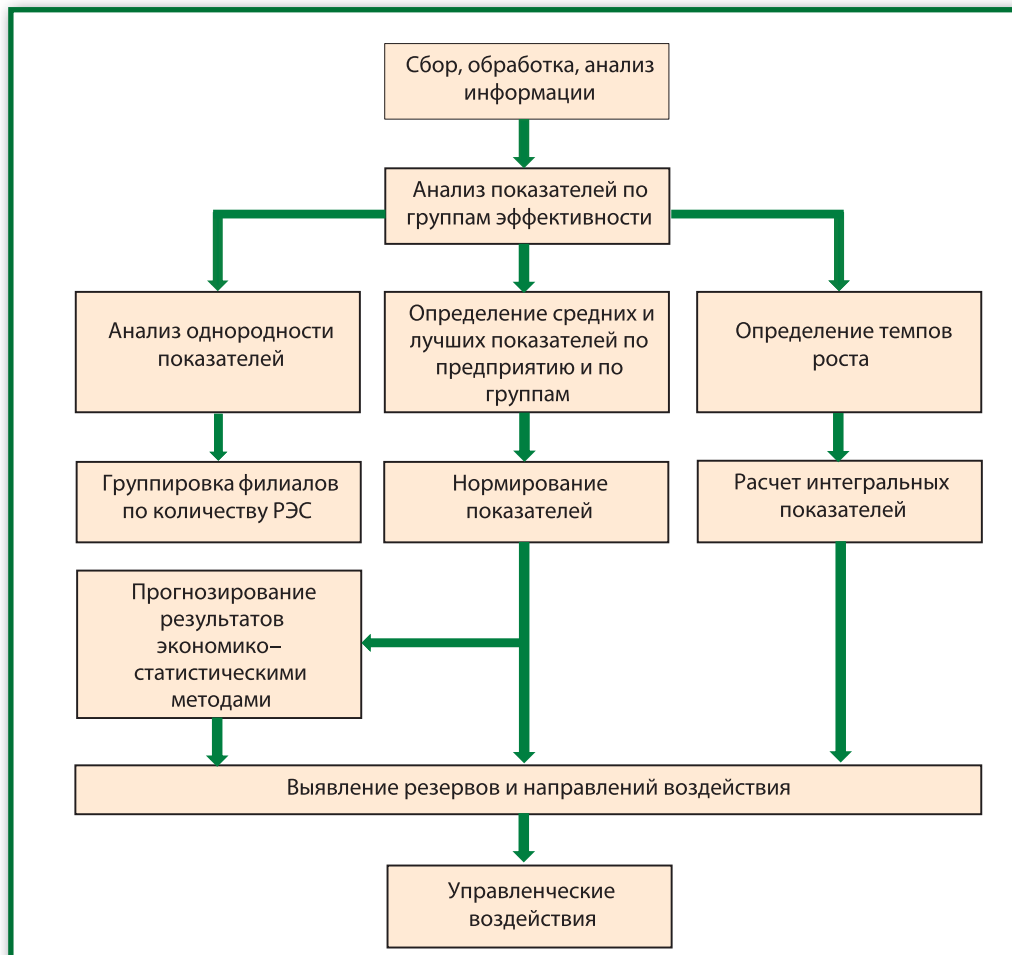 Сбор, обработка, анализ
информации
Анализ показателей по
группам эффективности
Анализ однородности
показателей
Определение средних и
лучших показателей по
предприятию и по
группам
Определение темпов
роста
Группировка филиалов
по количеству РЭС
Нормирование
показателей
Расчет интегральных
показателей
Прогнозирование
результатов
экономико–
статистическими
методами
Выявление резервов и направлений воздействия
Управленческие
воздействия